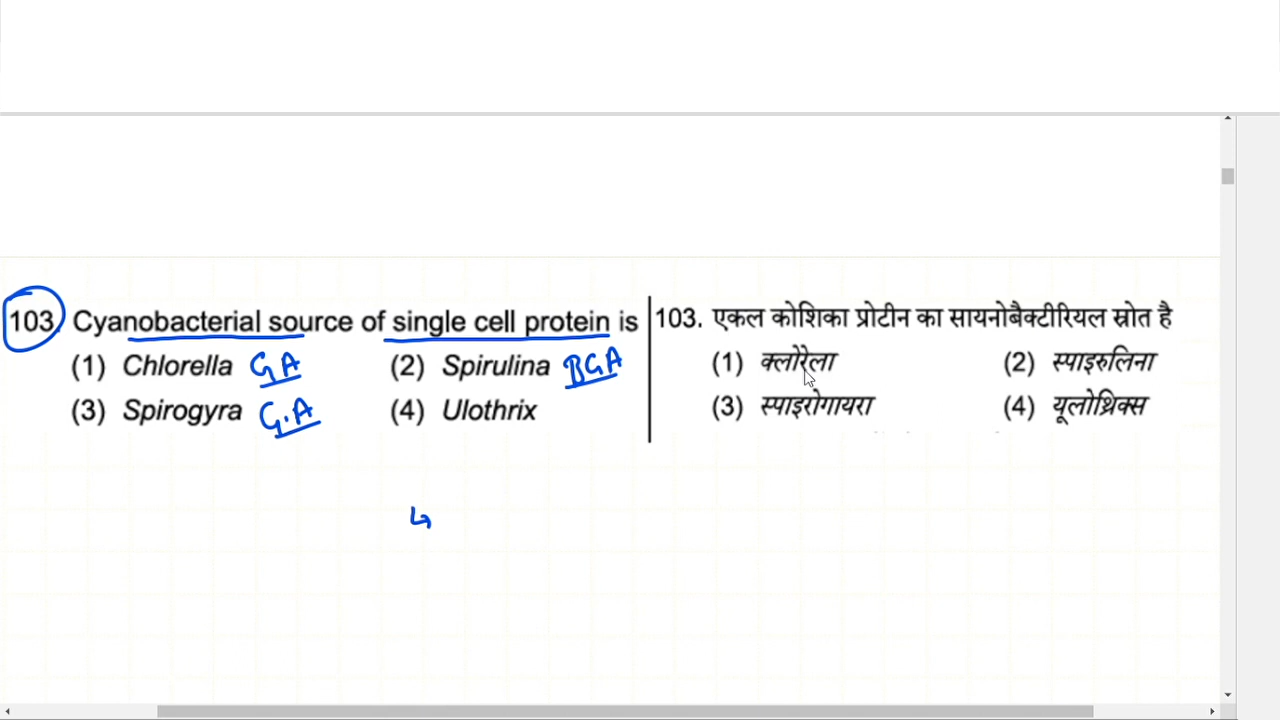 103. Cyanobacterial source of single cell protein is
(1) Chlorella GA (2) Spirulina BGA
(3) Spirogyra G.A (4) Ulothrix
103. एकल कोशिका प्रोटीन का सायनोबैक्टीरियल स्रोत है
(1) क्लोरेला (2) स्पाइरुलिना
(3) स्पाइरोगायरा (4) यूलोथ्रिक्स